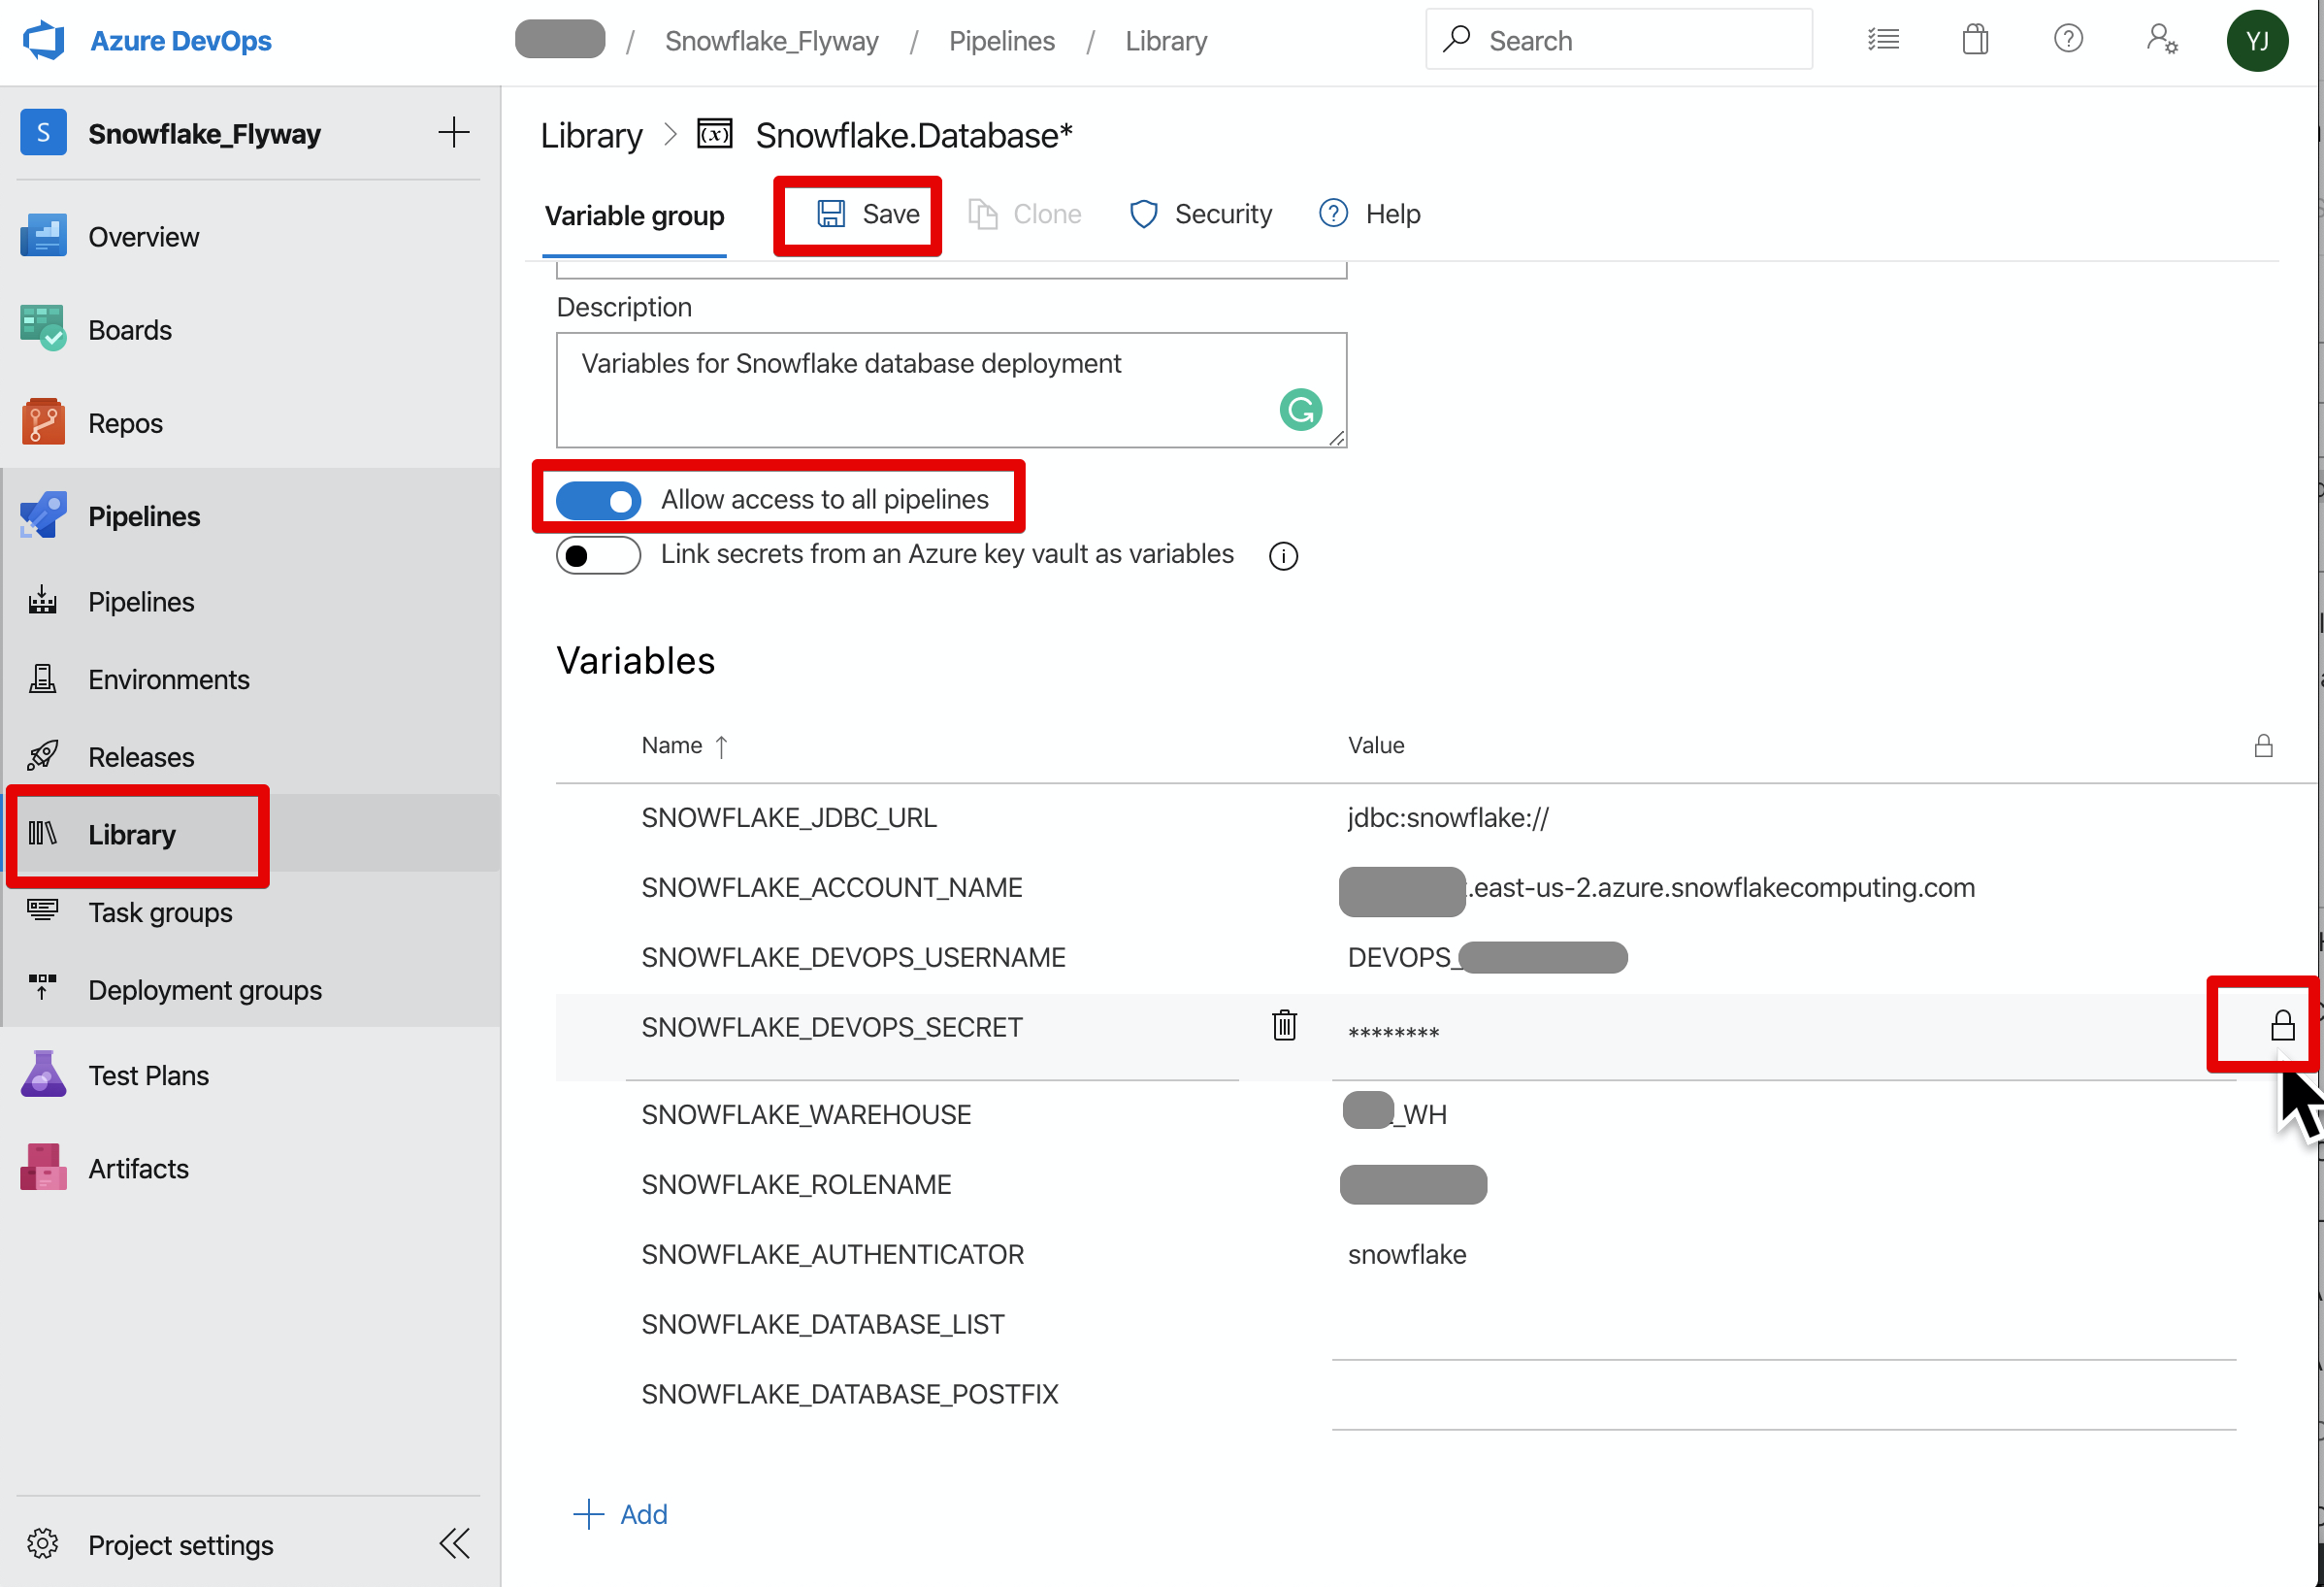 Azure DevOps
/ Snowflake_Flyway / Pipelines / Library
Search
YJ
S Snowflake_Flyway
Overview
Boards
Repos
Pipelines
Pipelines
Environments
Releases
Library
Task groups
Deployment groups
Test Plans
Artifacts
Project settings
Library > (x) Snowflake.Database*
Variable group Save Clone Security Help
Description
Variables for Snowflake database deployment
Allow access to all pipelines
Link secrets from an Azure key vault as variables
Variables
Name ↑ Value
SNOWFLAKE_JDBC_URL jdbc:snowflake://
SNOWFLAKE_ACCOUNT_NAME .east-us-2.azure.snowflakecomputing.com
SNOWFLAKE_DEVOPS_USERNAME DEVOPS_
SNOWFLAKE_DEVOPS_SECRET ********
SNOWFLAKE_WAREHOUSE _WH
SNOWFLAKE_ROLENAME
SNOWFLAKE_AUTHENTICATOR snowflake
SNOWFLAKE_DATABASE_LIST
SNOWFLAKE_DATABASE_POSTFIX
+ Add